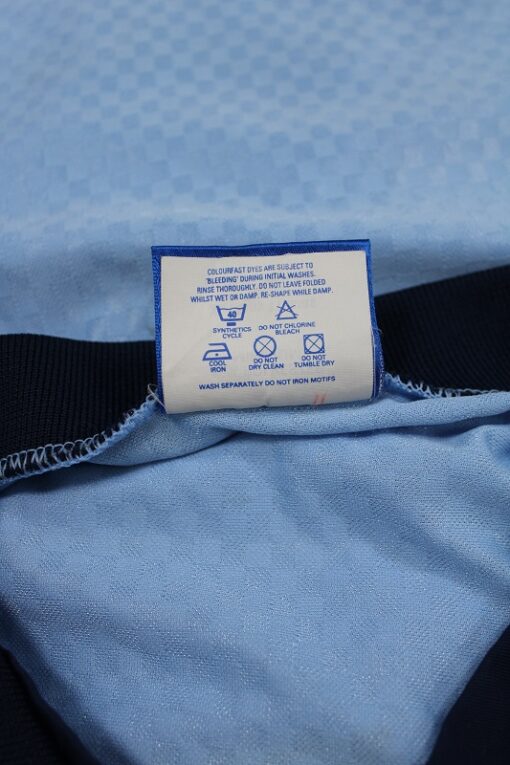 COLOURFAST DYES ARE SUBJECT TO
'BLEEDING' DURING INITIAL WASHES.
RINSE THOROUGHLY. DO NOT LEAVE FOLDED
WHILST WET OR DAMP. RE-SHAPE WHILE DAMP.
40
SYNTHETICS
CYCLE
DO NOT CHLORINE
BLEACH
COOL
IRON
DO NOT
DRY CLEAN
DO NOT
TUMBLE DRY
WASH SEPARATELY DO NOT IRON MOTIFS